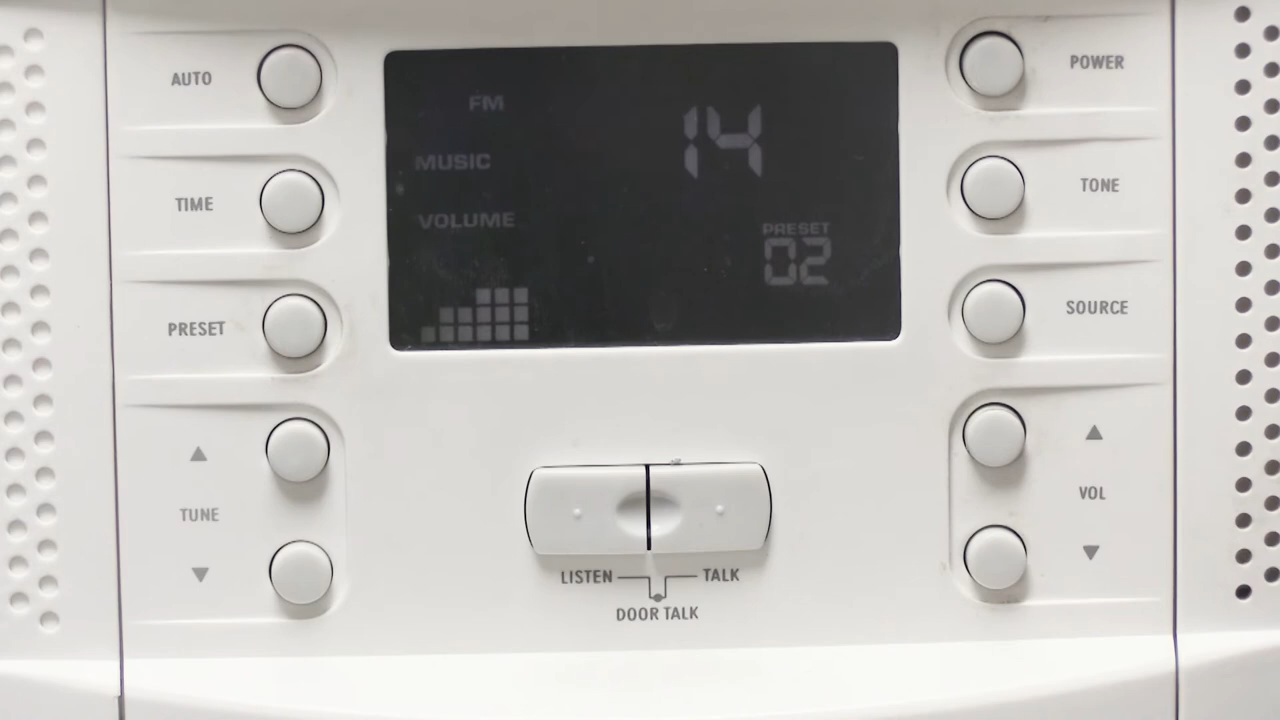 AUTO
TIME
PRESET
▲
TUNE
▼
FM
MUSIC
VOLUME
14
PRESET
02
LISTEN
TALK
DOOR TALK
POWER
TONE
SOURCE
▲
VOL
▼